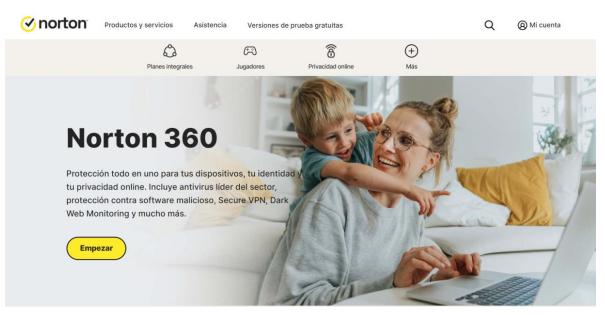 norton
Productos y servicios
Asistencia
Versiones de prueba gratuitas
Mi cuenta
Planes integrales
Jugadores
Privacidad online
Más
Norton 360
Protección todo en uno para tus dispositivos, tu identidad y
tu privacidad online. Incluye antivirus líder del sector,
protección contra software malicioso, Secure VPN, Dark
Web Monitoring y mucho más.
Empezar